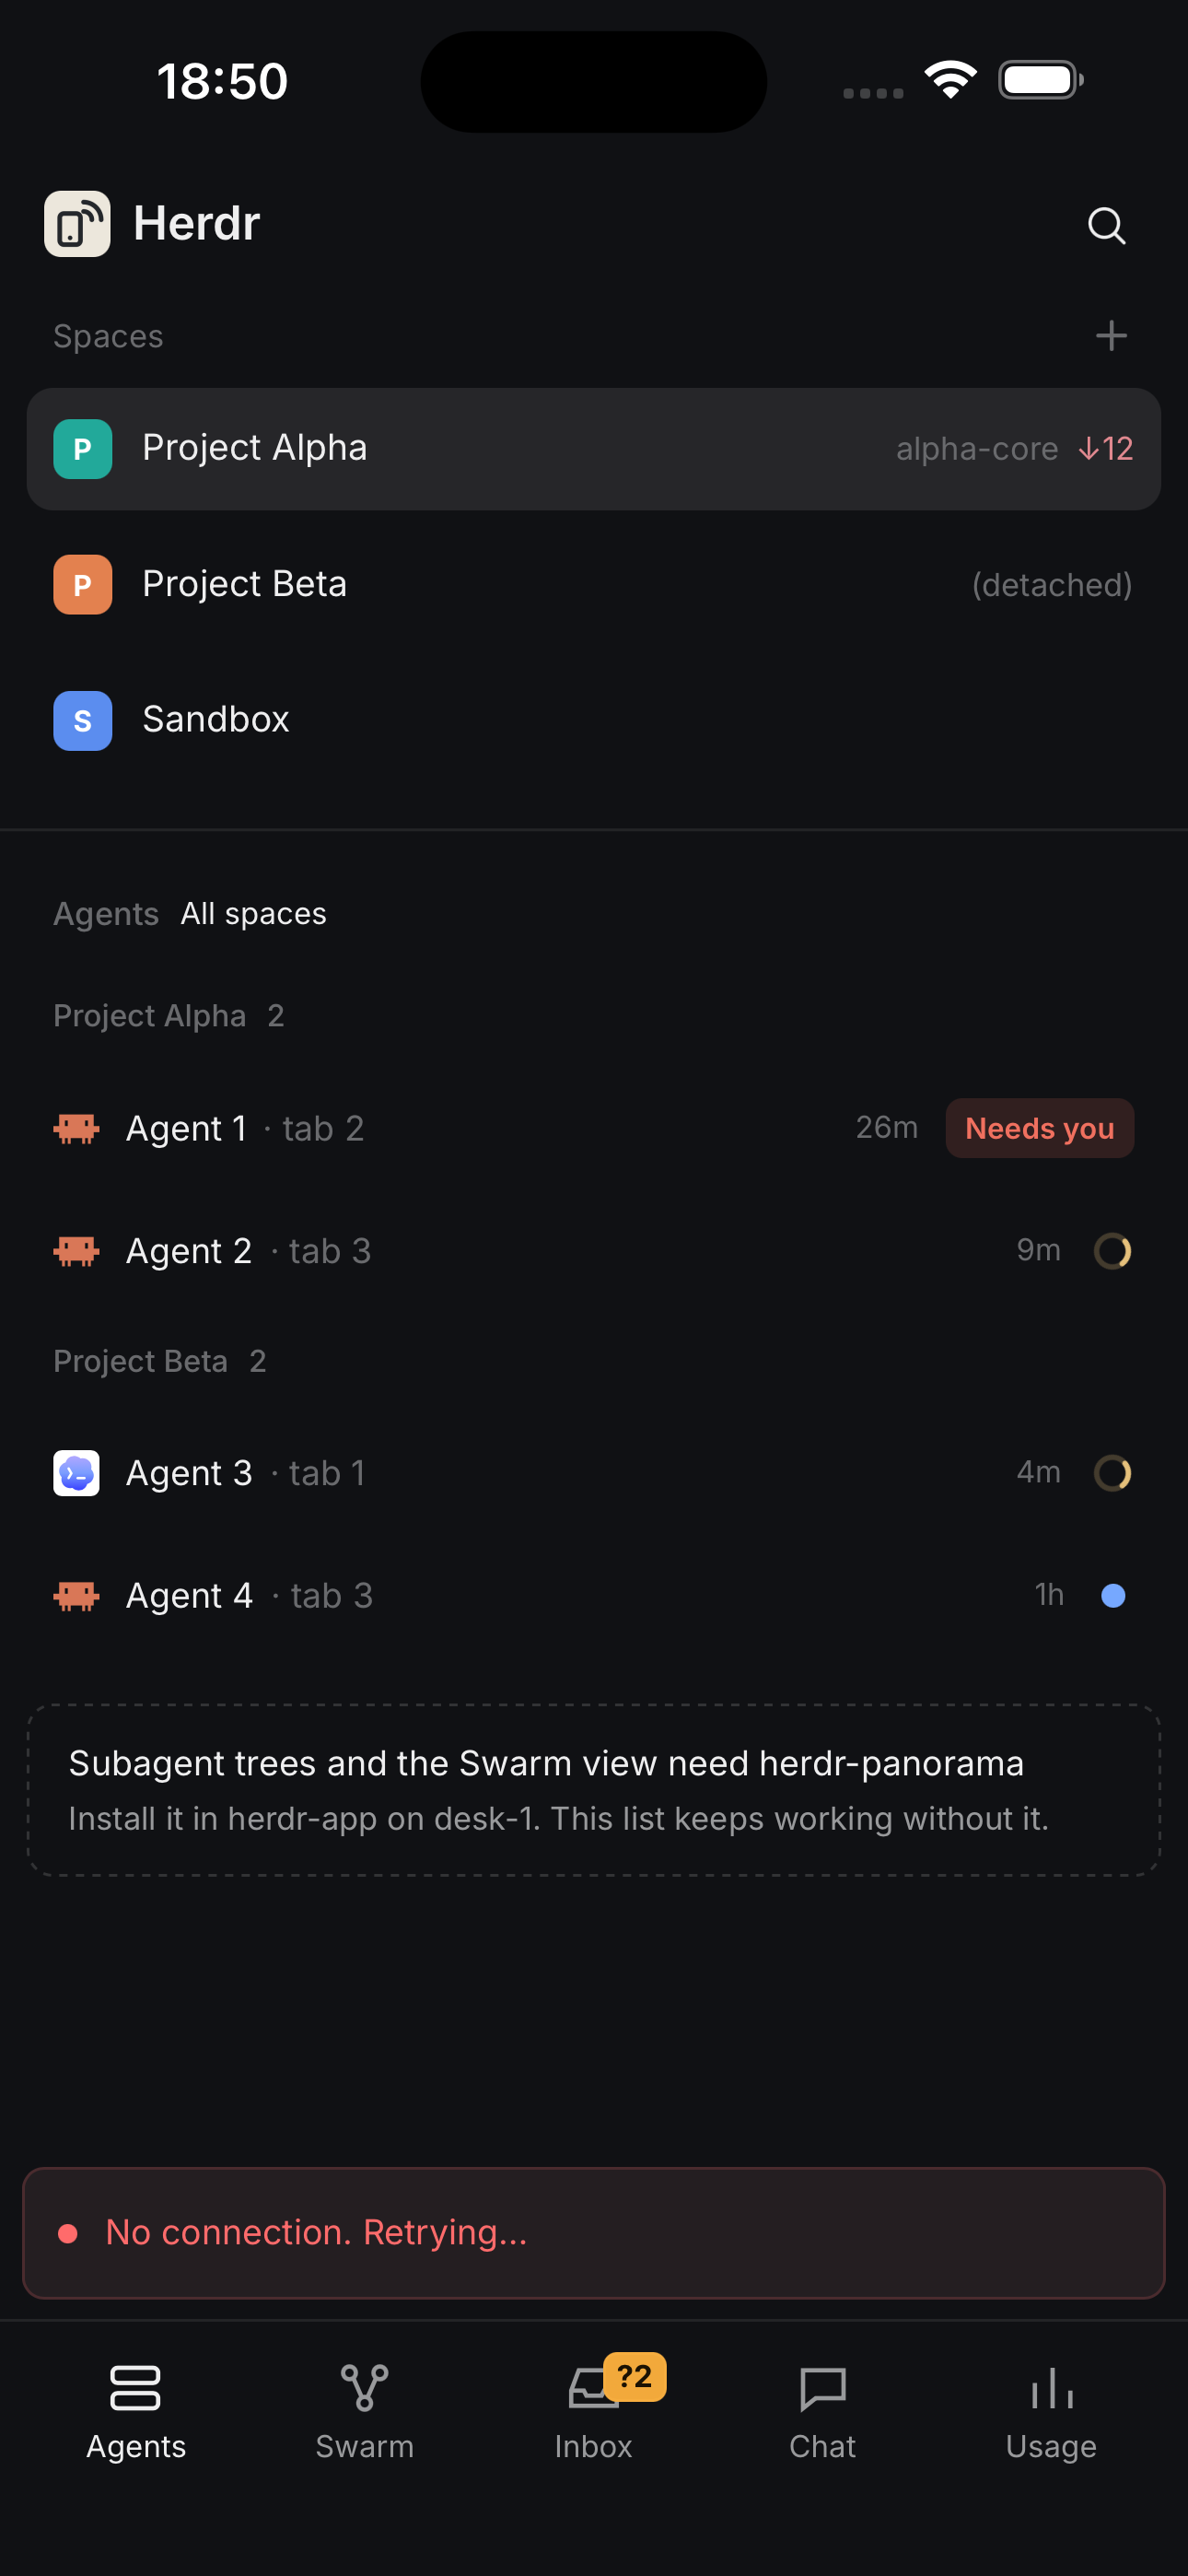 18:50
Herdr
Spaces
P Project Alpha alpha-core ↓12
P Project Beta (detached)
S Sandbox
Agents All spaces
Project Alpha 2
Agent 1 · tab 2 26m Needs you
Agent 2 · tab 3 9m
Project Beta 2
Agent 3 · tab 1 4m
Agent 4 · tab 3 1h
Subagent trees and the Swarm view need herdr-panorama
Install it in herdr-app on desk-1. This list keeps working without it.
No connection. Retrying...
?2
Agents Swarm Inbox Chat Usage